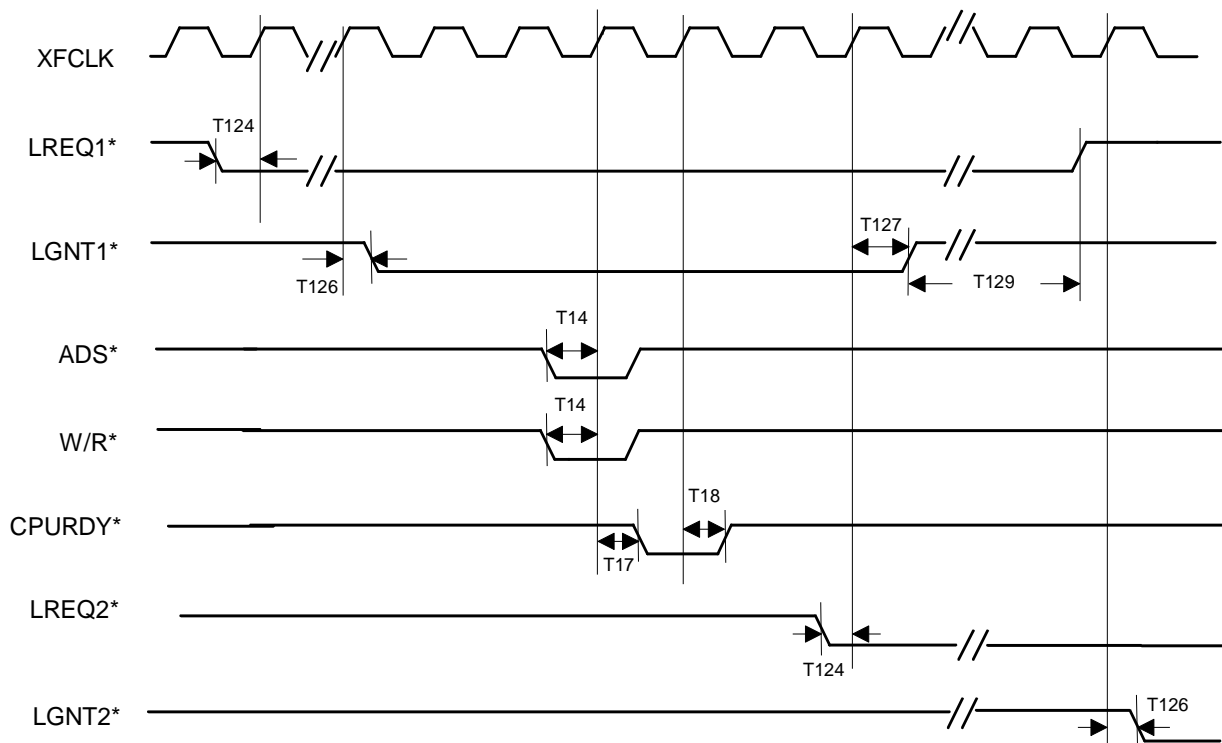 XFCLK
T124
LREQ1*
T127
LGNT1*
T126
T129
T14
ADS*
T14
W/R*
T18
CPURDY*
T17
LREQ2*
T124
T126
LGNT2*